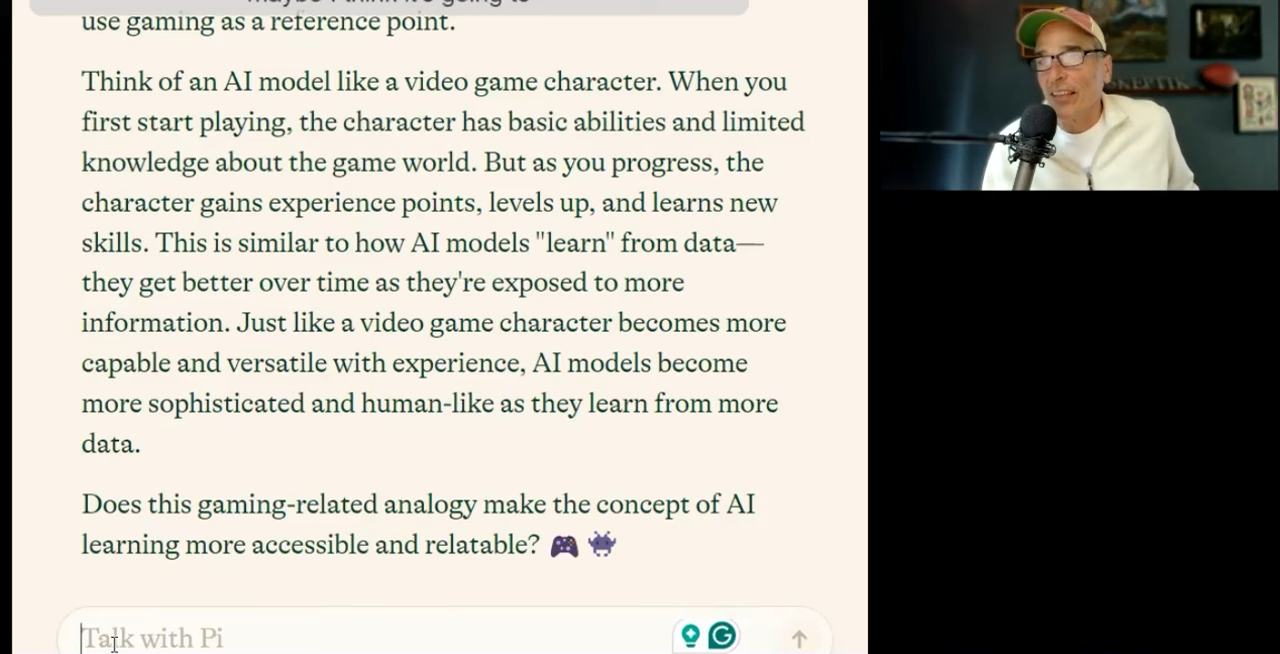 maybe I think it's going to
use gaming as a reference point.
Think of an AI model like a video game character. When you
first start playing, the character has basic abilities and limited
knowledge about the game world. But as you progress, the
character gains experience points, levels up, and learns new
skills. This is similar to how AI models "learn" from data—
they get better over time as they're exposed to more
information. Just like a video game character becomes more
capable and versatile with experience, AI models become
more sophisticated and human-like as they learn from more
data.
Does this gaming-related analogy make the concept of AI
learning more accessible and relatable? 🎮 👾
Talk with Pi